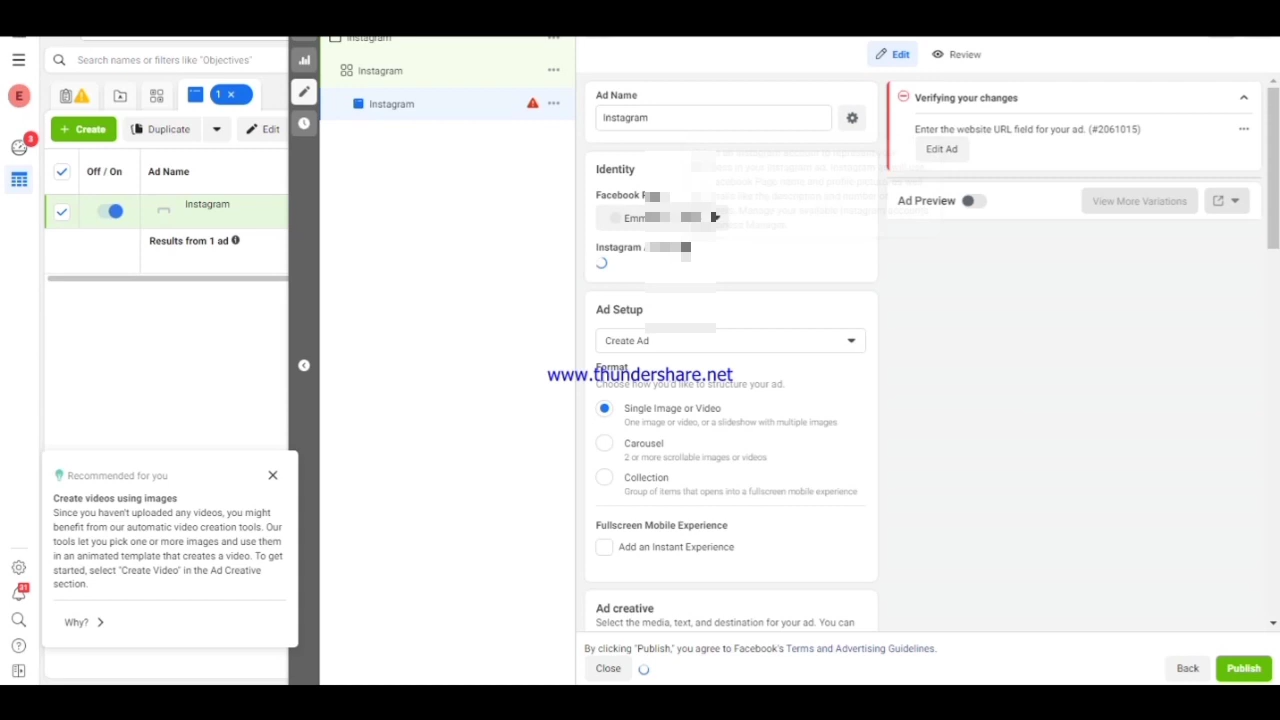 Instagram
Search names or filters like "Objectives"
Instagram
Instagram
1 ×
+ Create
Duplicate
Edit
Off / On
Ad Name
Instagram
Results from 1 ad
E
3
31
Recommended for you
Create videos using images
Since you haven't uploaded any videos, you might
benefit from our automatic video creation tools. Our
tools let you pick one or more images and use them
in an animated template that creates a video. To get
started, select "Create Video" in the Ad Creative
section.
Why?
Edit
Review
Ad Name
Instagram
Identity
Facebook
Emm
Instagram
Ad Setup
Create Ad
Format
www.thundershare.net
Choose how you'd like to structure your ad.
Single Image or Video
One image or video, or a slideshow with multiple images
Carousel
2 or more scrollable images or videos
Collection
Group of items that opens into a fullscreen mobile experience
Fullscreen Mobile Experience
Add an Instant Experience
Ad creative
Select the media, text, and destination for your ad. You can
By clicking "Publish," you agree to Facebook's Terms and Advertising Guidelines.
Close
Back
Publish
Verifying your changes
Enter the website URL field for your ad. (#2061015)
Edit Ad
Ad Preview
View More Variations